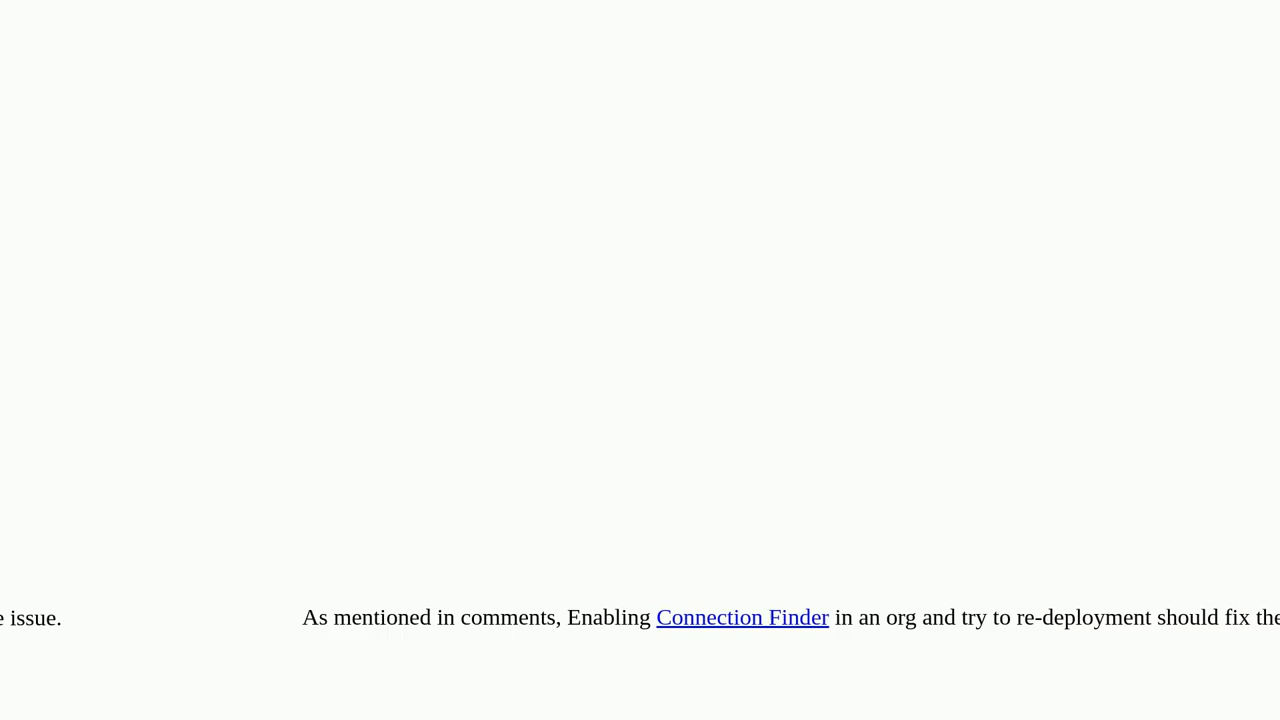 e issue.
As mentioned in comments, Enabling Connection Finder in an org and try to re-deployment should fix the